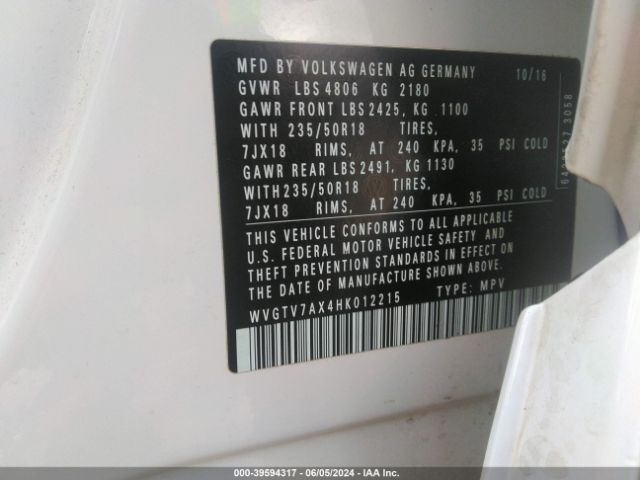 MFD BY VOLKSWAGEN AG GERMANY 10/16
GVWR LBS 4806 KG 2180
GAWR FRONT LBS 2425, KG 1100
WITH 235/50R18 TIRES,
7JX18 RIMS, AT 240 KPA, 35 PSI COLD
GAWR REAR LBS 2491, KG 1130
WITH 235/50R18 TIRES,
7JX18 RIMS, AT 240 KPA, 35 PSI COLD
THIS VEHICLE CONFORMS TO ALL APPLICABLE
U.S. FEDERAL MOTOR VEHICLE SAFETY AND
THEFT PREVENTION STANDARDS IN EFFECT ON
THE DATE OF MANUFACTURE SHOWN ABOVE.
WVGTV7AX4HK012215 TYPE: MPV
3058
000-39594317 - 06/05/2024 - IAA Inc.